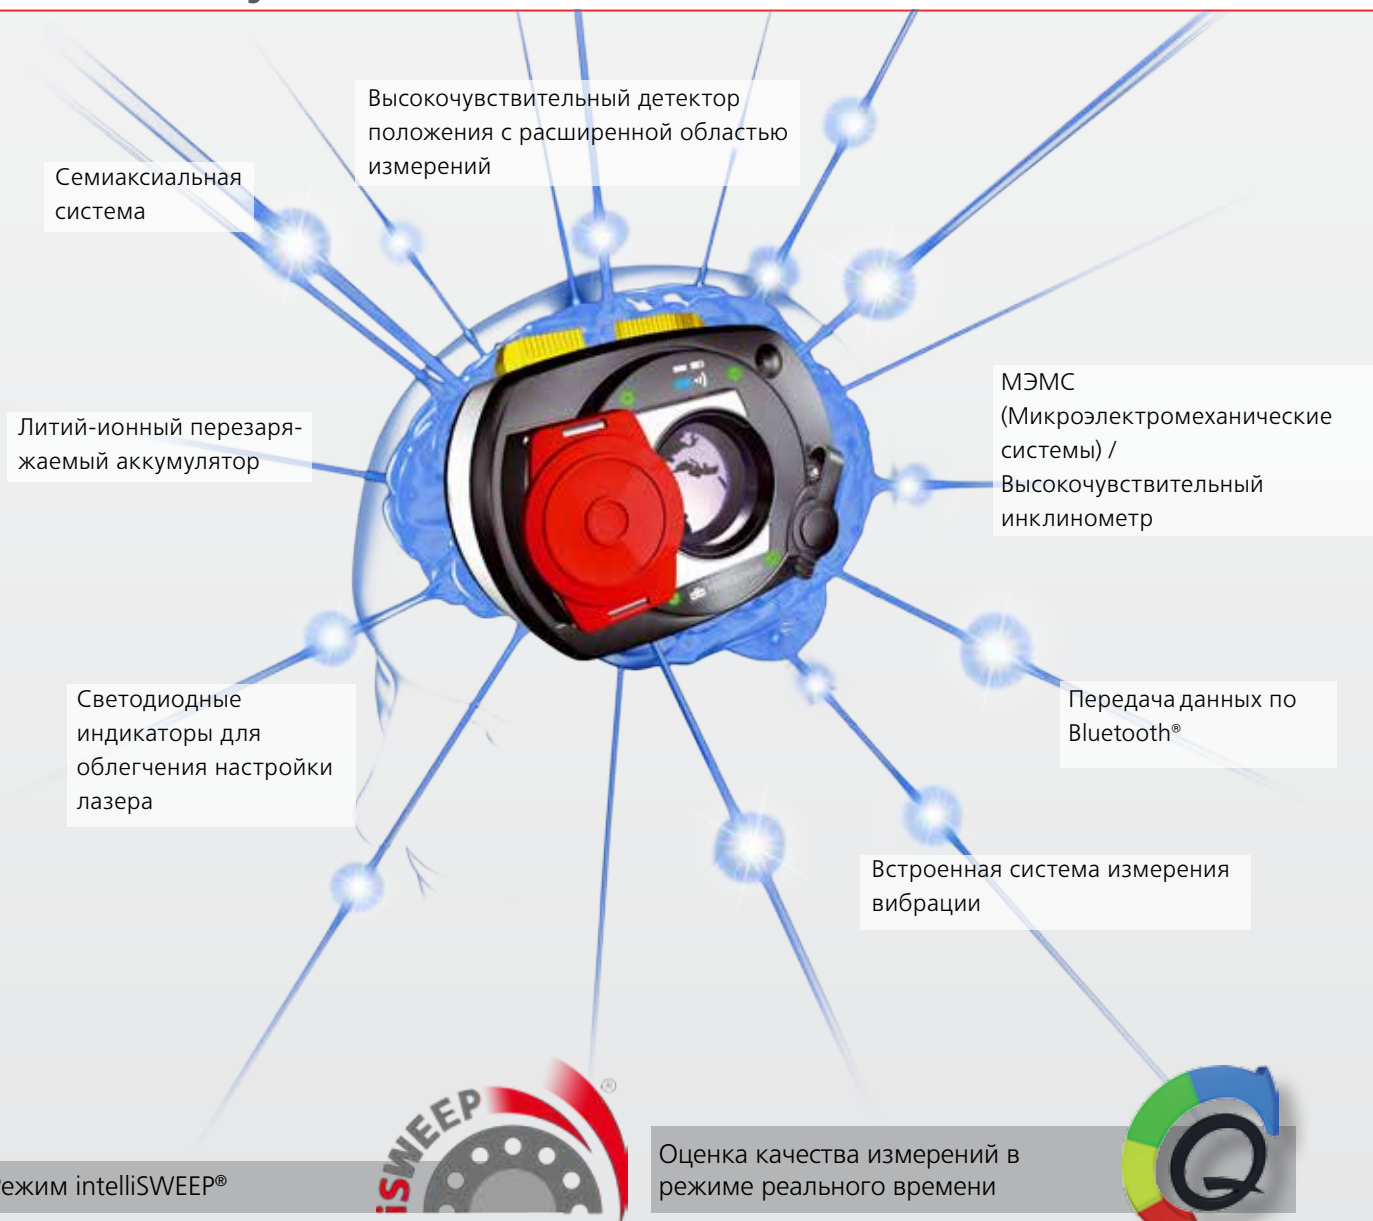 Высокочувствительный детектор
положения с расширенной областью
измерений
Семиаксиальная
система
МЭМС
(Микроэлектромеханические
системы) /
Высокочувствительный
инклинометр
Литий-ионный перезаря-
жаемый аккумулятор
Светодиодные
индикаторы для
облегчения настройки
лазера
Передача данных по
Bluetooth®
Встроенная система измерения
вибрации
iSWEEP ®
intelliSWEEP®
Оценка качества измерений в
режиме реального времени
Q